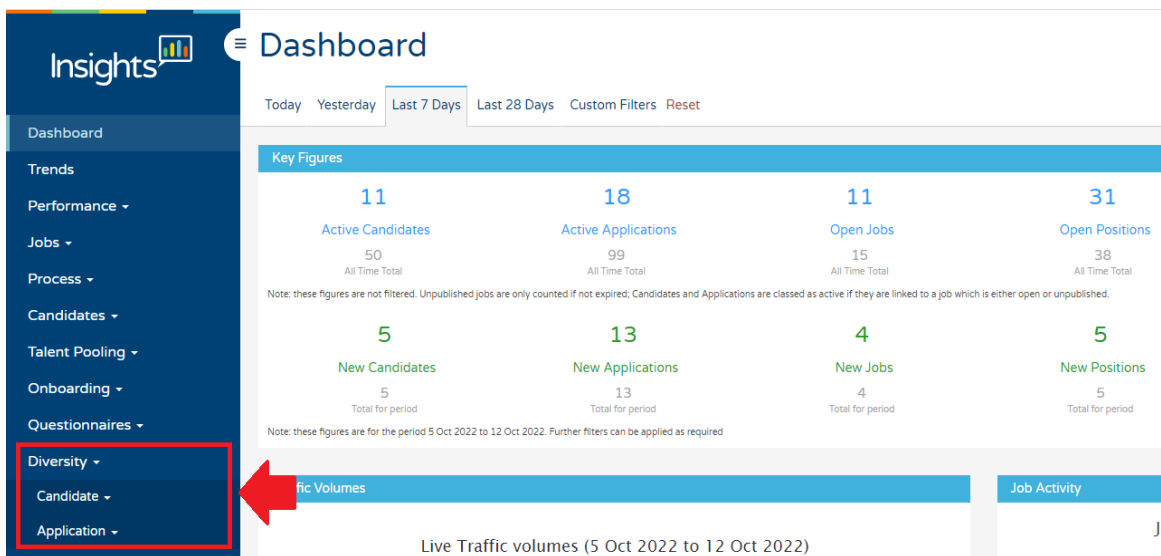 Insights
Dashboard
Today Yesterday Last 7 Days Last 28 Days Custom Filters Reset
Dashboard
Trends
Performance
Jobs
Process
Candidates
Talent Pooling
Onboarding
Questionnaires
Diversity
Candidate
Application
Key Figures
11 18 11 31
Active Candidates Active Applications Open Jobs Open Positions
50 99 15 38
All Time Total All Time Total All Time Total All Time Total
Note: these figures are not filtered. Unpublished jobs are only counted if not expired; Candidates and Applications are classed as active if they are linked to a job which is either open or unpublished.
5 13 4 5
New Candidates New Applications New Jobs New Positions
5 13 4 5
Total for period Total for period Total for period Total for period
Note: these figures are for the period 5 Oct 2022 to 12 Oct 2022. Further filters can be applied as required
fic Volumes
Live Traffic volumes (5 Oct 2022 to 12 Oct 2022)
Job Activity
J